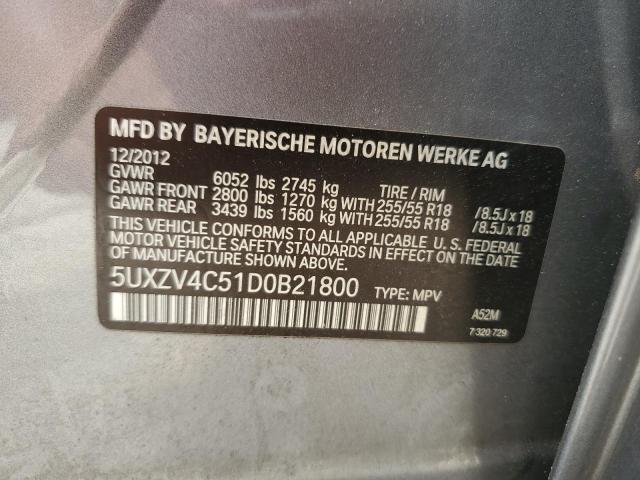 MFD BY BAYERISCHE MOTOREN WERKE AG
12/2012
GVWR 6052 lbs 2745 kg TIRE / RIM
GAWR FRONT 2800 lbs 1270 kg WITH 255/55 R18 /8.5J x 18
GAWR REAR 3439 lbs 1560 kg WITH 255/55 R18 /8.5J x 18
THIS VEHICLE CONFORMS TO ALL APPLICABLE U. S. FEDERAL
MOTOR VEHICLE SAFETY STANDARDS IN EFFECT ON THE DATE
OF MANUFACTURE SHOWN ABOVE.
5UXZV4C51D0B21800 TYPE: MPV
A52M
7 320 729